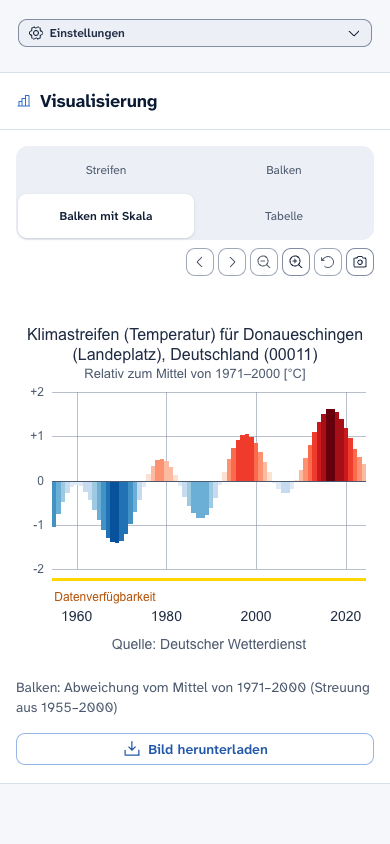 Einstellungen
Visualisierung
Streifen
Balken
Balken mit Skala
Tabelle
Klimastreifen (Temperatur) für Donaueschingen
(Landeplatz), Deutschland (00011)
Relativ zum Mittel von 1971–2000 [°C]
+2
+1
0
-1
-2
Datenverfügbarkeit
1960 1980 2000 2020
Quelle: Deutscher Wetterdienst
Balken: Abweichung vom Mittel von 1971–2000 (Streuung
aus 1955–2000)
Bild herunterladen